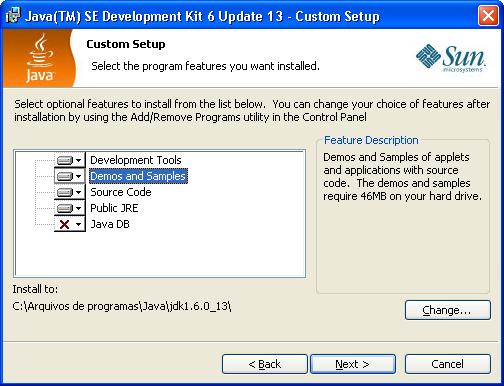 Java(TM) SE Development Kit 6 Update 13 - Custom Setup
Custom Setup
Select the program features you want installed.
Java
Sun
microsystems
Select optional features to install from the list below. You can change your choice of features after
installation by using the Add/Remove Programs utility in the Control Panel
Development Tools
Demos and Samples
Source Code
Public JRE
Java DB
Feature Description
Demos and Samples of applets
and applications with source
code. The demos and samples
require 46MB on your hard drive.
Install to:
C:\Arquivos de programas\Java\jdk1.6.0_13\
Change...
< Back
Next >
Cancel